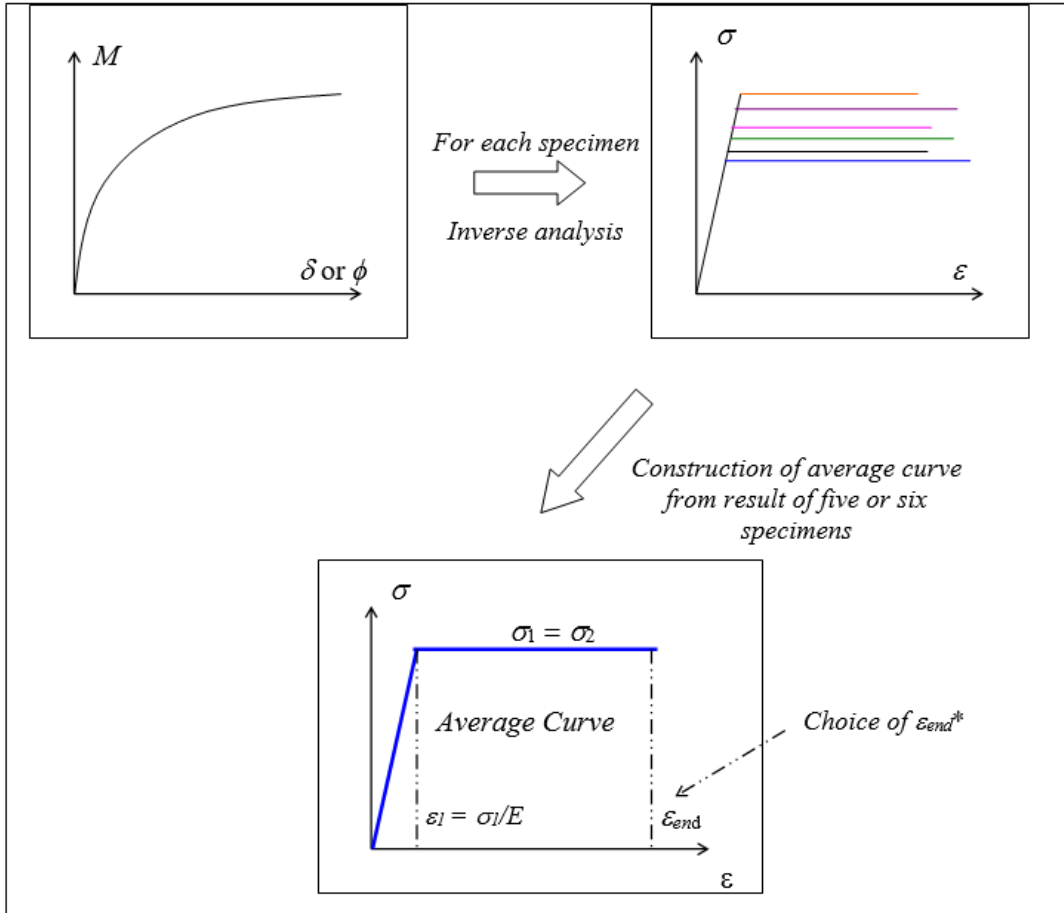 M
δ or ϕ
For each specimen
Inverse analysis
σ
ε
Construction of average curve
from result of five or six
specimens
σ
σ1 = σ2
Average Curve
Choice of εend*
ε1 = σ1/E
εend
ε